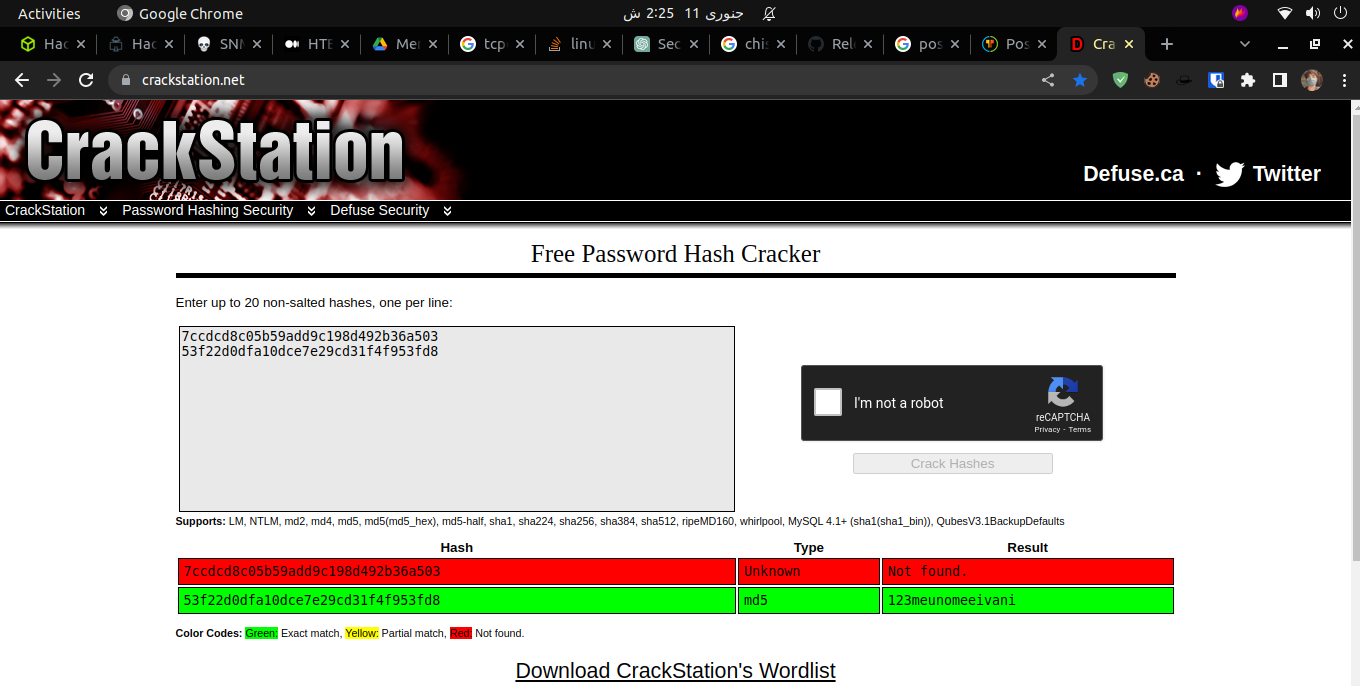 Activities Google Chrome جنوری 11 2:25 ش
Hac Hac SNM HTE Mer tcp linu Sec chis Rel pos Pos Cra
crackstation.net
CrackStation
Defuse.ca · Twitter
CrackStation Password Hashing Security Defuse Security
Free Password Hash Cracker
Enter up to 20 non-salted hashes, one per line:
7ccdcd8c05b59add9c198d492b36a503
53f22d0dfa10dce7e29cd31f4f953fd8
I'm not a robot
reCAPTCHA
Privacy - Terms
Crack Hashes
Supports: LM, NTLM, md2, md4, md5, md5(md5_hex), md5-half, sha1, sha224, sha256, sha384, sha512, ripeMD160, whirlpool, MySQL 4.1+ (sha1(sha1_bin)), QubesV3.1BackupDefaults
Hash Type Result
7ccdcd8c05b59add9c198d492b36a503 Unknown Not found.
53f22d0dfa10dce7e29cd31f4f953fd8 md5 123meunomeeivani
Color Codes: Green: Exact match, Yellow: Partial match, Red: Not found.
Download CrackStation's Wordlist